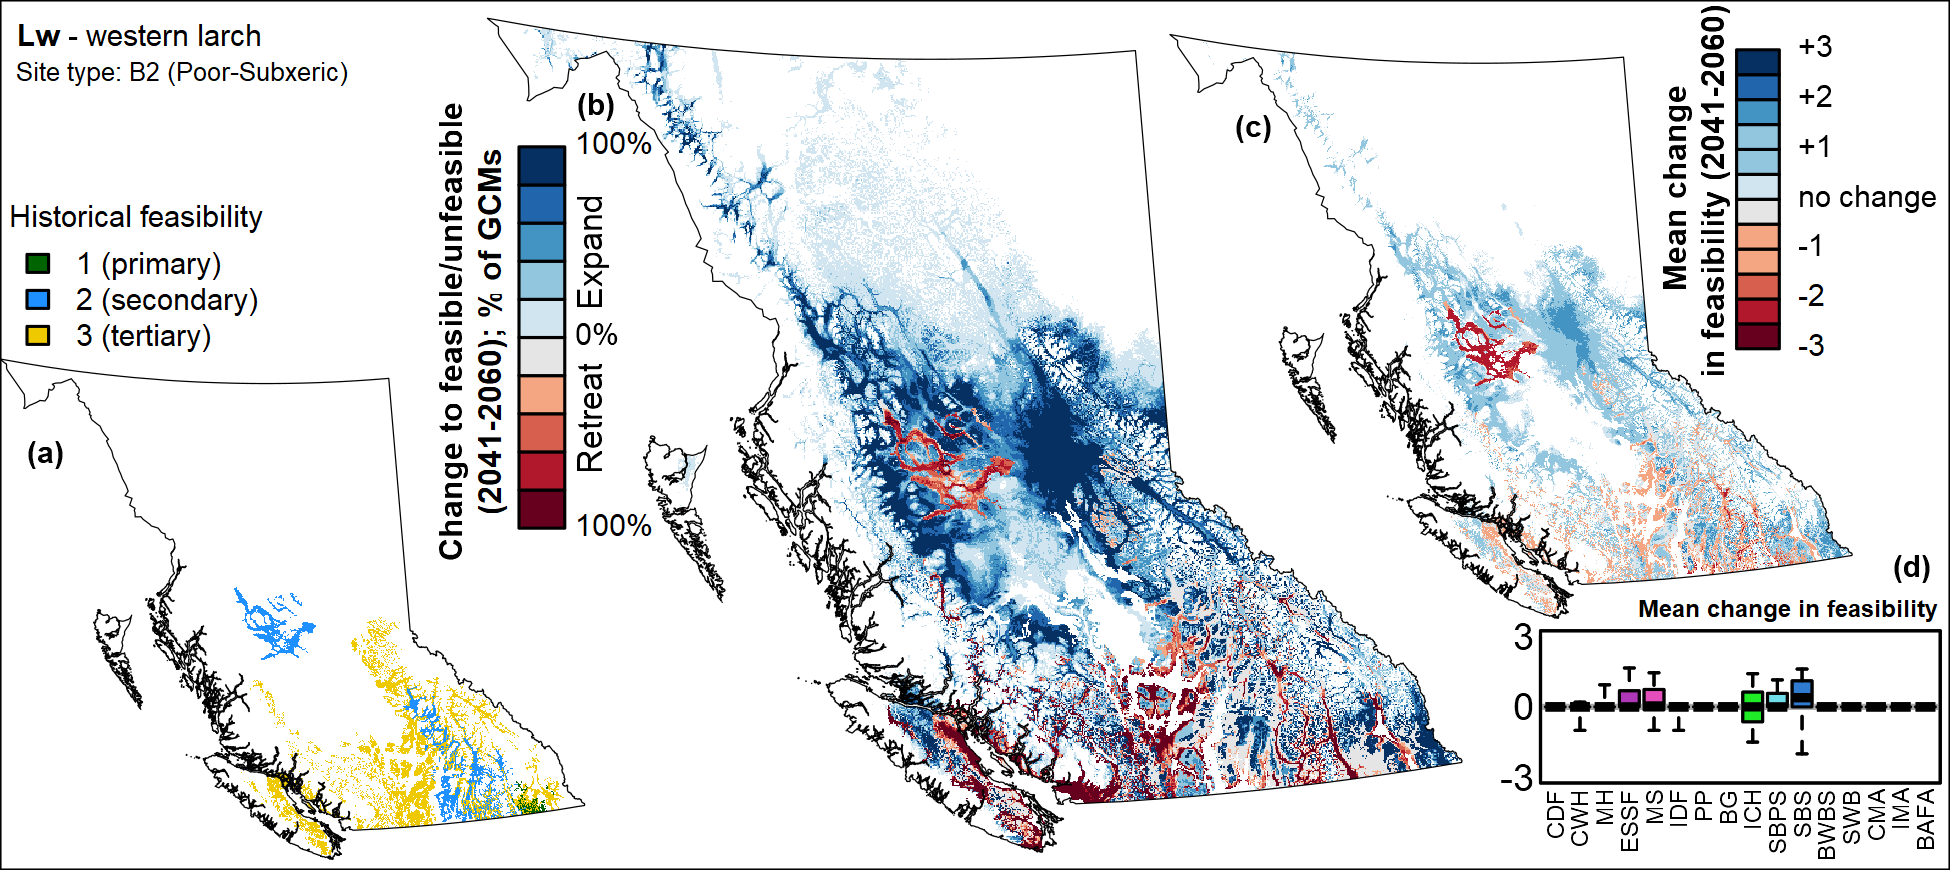 Lw - western larch
Site type: B2 (Poor-Subxeric)
Historical feasibility
1 (primary)
2 (secondary)
3 (tertiary)
(a)
(b)
Change to feasible/unfeasible
(2041-2060); % of GCMs
100%
Expand
0%
Retreat
100%
(c)
Mean change
in feasibility (2041-2060)
+3
+2
+1
no change
-1
-2
-3
(d)
Mean change in feasibility
3
0
-3
CDF
CWH
MH
ESSF
MS
IDF
PP
BG
ICH
SBPS
SBS
BWBS
SWB
CMA
IMA
BAFA